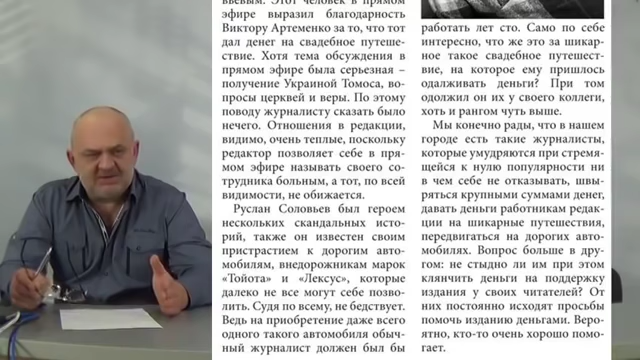 вьевым. Этот человек в прямом
эфире выразил благодарность
Виктору Артеменко за то, что тот
дал денег на свадебное путеше-
ствие. Хотя тема обсуждения в
прямом эфире была серьезная –
получение Украиной Томоса, во-
просы церквей и веры. По этому
поводу журналисту сказать было
нечего. Отношения в редакции,
видимо, очень теплые, поскольку
редактор позволяет себе в пря-
мом эфире называть своего со-
трудника больным, а тот, по всей
видимости, не обижается.
Руслан Соловьев был героем
нескольких скандальных исто-
рий, также он известен своим
пристрастием к дорогим авто-
мобилям, внедорожникам марок
«Тойота» и «Лексус», которые
далеко не все могут себе позво-
лить. Судя по всему, не бедствует.
Ведь на приобретение даже всего
одного такого автомобиля обыч-
ный журналист должен был бы
работать лет сто. Само по себе
интересно, что же это за шикар-
ное такое свадебное путешест-
вие, на которое ему пришлось
одалживать деньги? При том
одолжил он их у своего коллеги,
хоть и рангом чуть выше.
Мы конечно рады, что в нашем
городе есть такие журналисты,
которые умудряются при стремя-
щейся к нулю популярности ни
в чем себе не отказывать, швы-
ряться крупными суммами денег,
давать деньги работникам редак-
ции на шикарные путешествия,
передвигаться на дорогих авто-
мобилях. Вопрос больше в дру-
гом: не стыдно ли им при этом
клянчить деньги на поддержку
издания у своих читателей? От
них постоянно исходят просьбы
помочь изданию деньгами. Веро-
ятно, кто-то очень хорошо помо-
гает.